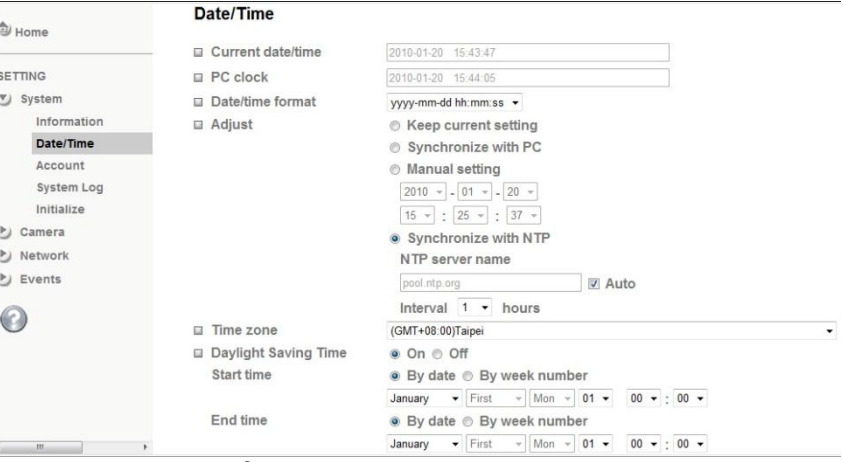 Date/Time
Home
Current date/time 2010-01-20 15:43:47
PC clock 2010-01-20 15:44:05
SETTING
System
Date/time format yyyy-mm-dd hh:mm:ss
Information
Adjust Keep current setting
Date/Time
Synchronize with PC
Account
Manual setting
System Log
2010 - 01 - 20
Initialize
15 : 25 : 37
Camera
Synchronize with NTP
Network
NTP server name
Events
pool.ntp.org Auto
Interval 1 hours
Time zone (GMT+08:00)Taipei
Daylight Saving Time On Off
Start time By date By week number
January First Mon 01 00 : 00
End time By date By week number
January First Mon 01 00 : 00